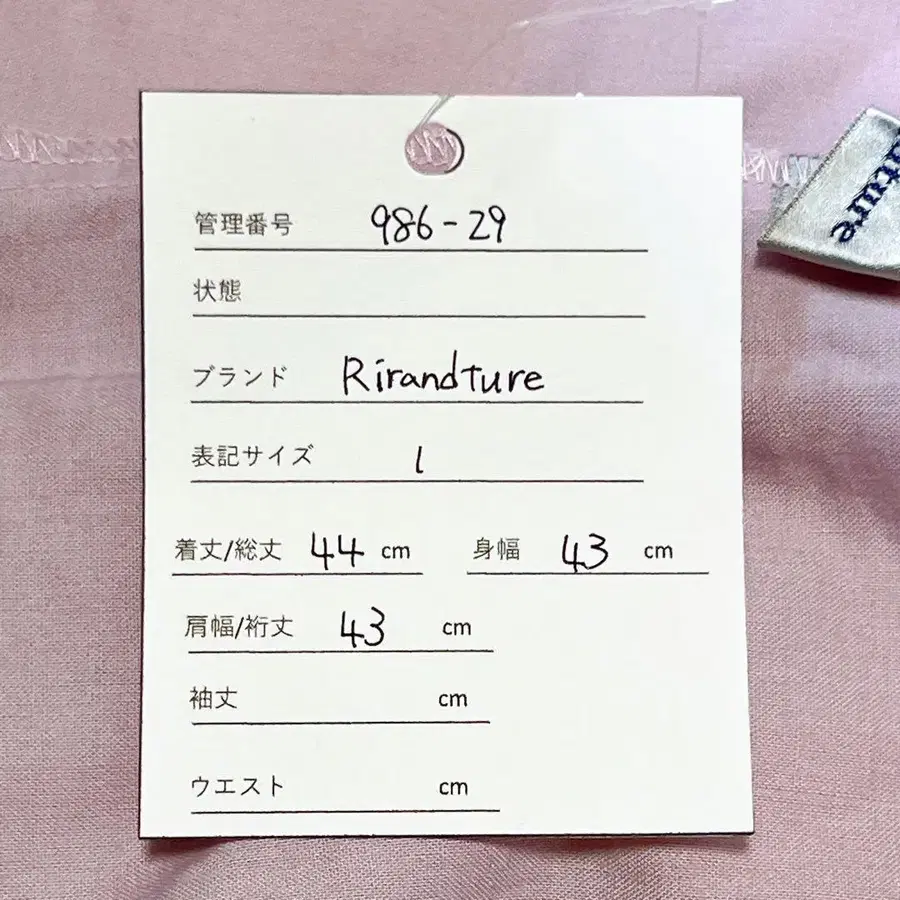 管理番号 986-29
状態
ブランド Rirandture
表記サイズ 1
着丈/総丈 44 cm 身幅 43 cm
肩幅/裄丈 43 cm
袖丈 cm
ウエスト cm
ture